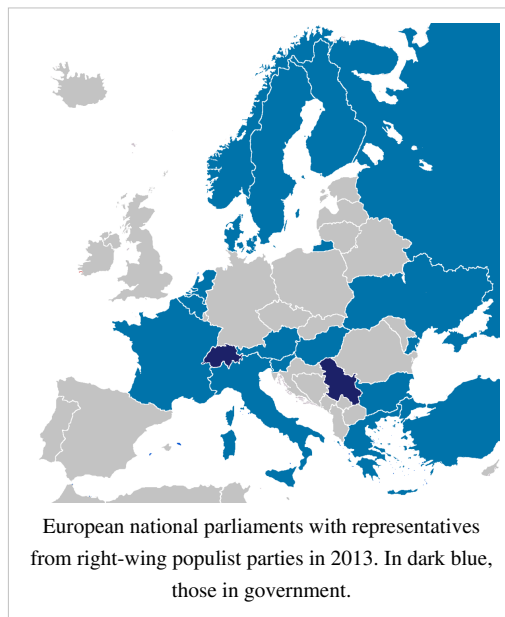 European national parliaments with representatives
from right-wing populist parties in 2013. In dark blue,
those in government.